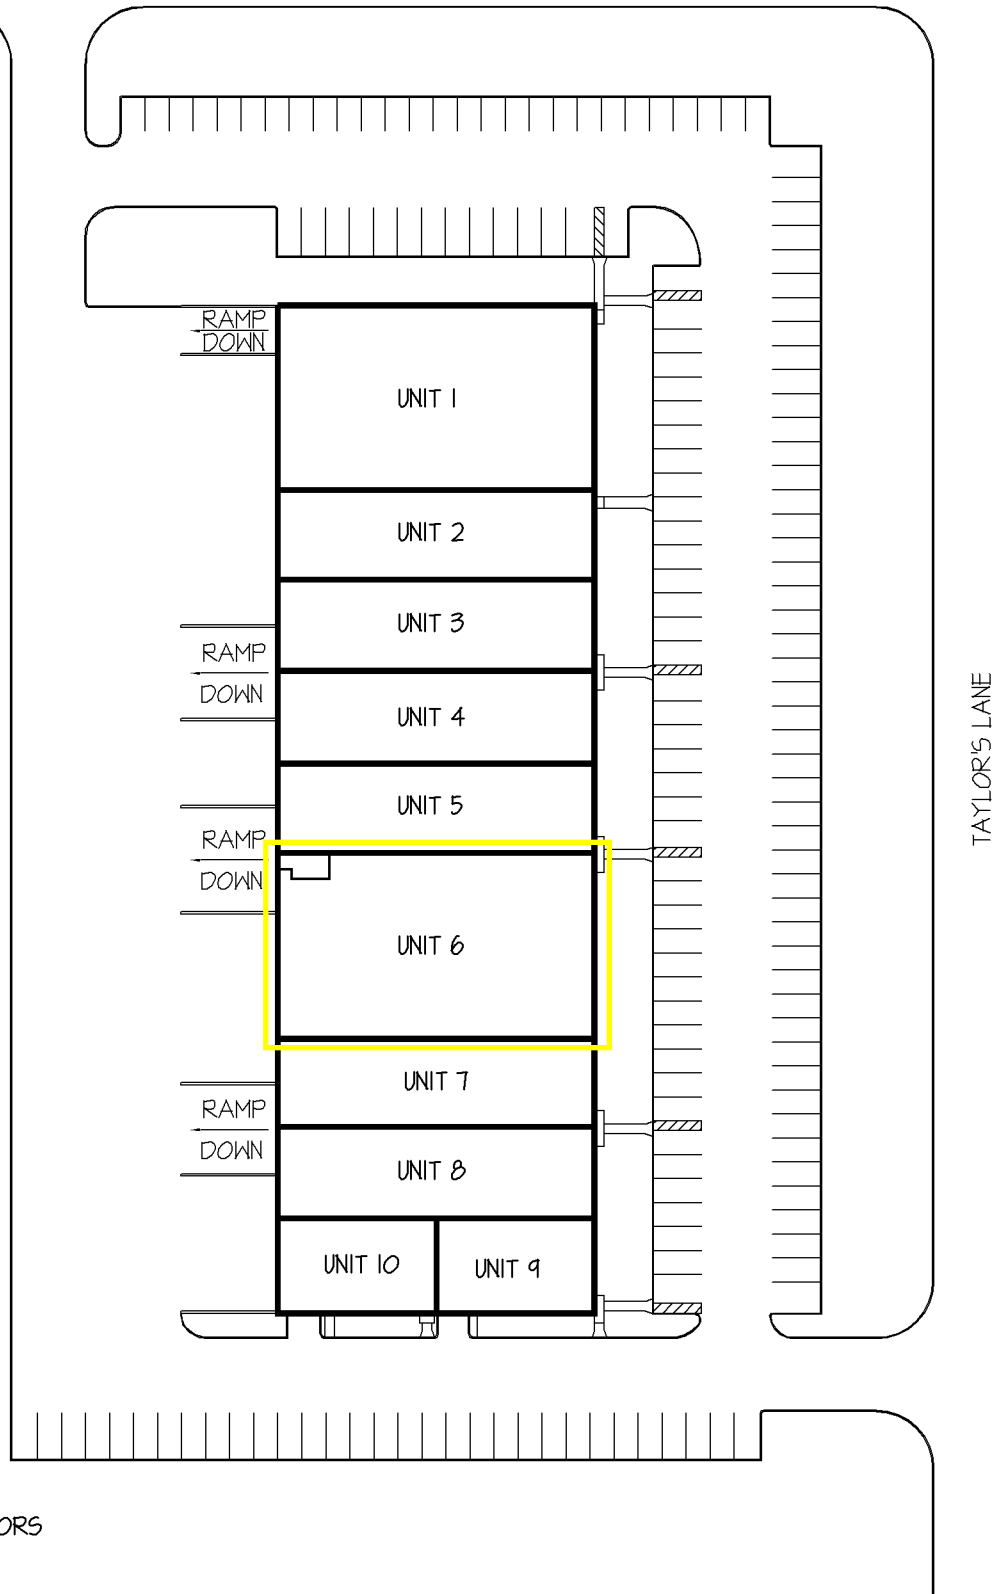 RAMP
DOWN
UNIT 1
UNIT 2
UNIT 3
RAMP
DOWN
UNIT 4
TAYLOR'S LANE
UNIT 5
RAMP
DOWN
UNIT 6
UNIT 7
RAMP
DOWN
UNIT 8
UNIT 10
UNIT 9
ORS